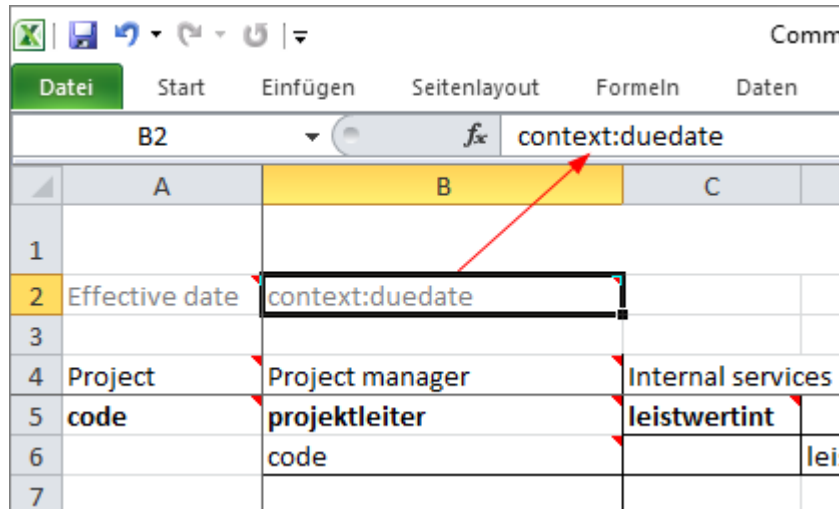 Comm
Datei Start Einfügen Seitenlayout Formeln Daten
B2 fx context:duedate
A B C
1
2 Effective date context:duedate
3
4 Project Project manager Internal services
5 code projektleiter leistwertint
6 code lei
7